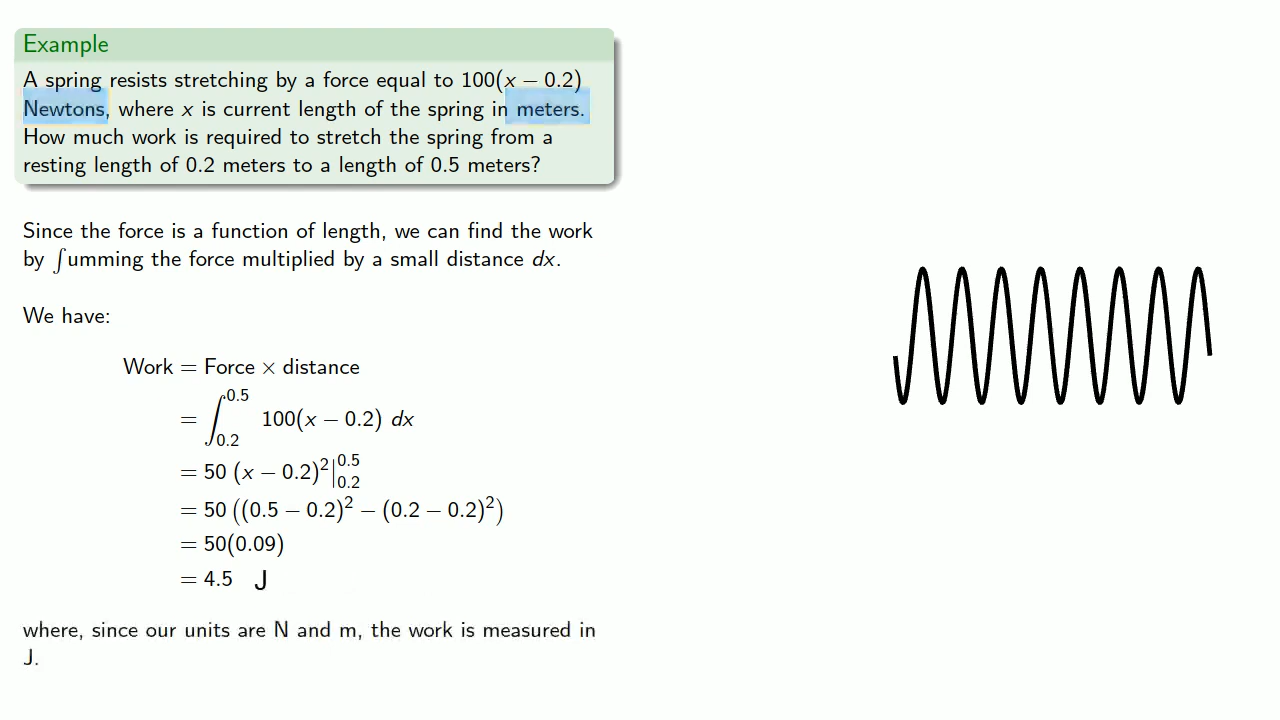 Example
A spring resists stretching by a force equal to 100(x − 0.2)
Newtons, where x is current length of the spring in meters.
How much work is required to stretch the spring from a
resting length of 0.2 meters to a length of 0.5 meters?
Since the force is a function of length, we can find the work
by ∫umming the force multiplied by a small distance dx.
We have:
Work = Force × distance
= ∫_{0.2}^{0.5} 100(x − 0.2) dx
= 50 (x − 0.2)²|_{0.2}^{0.5}
= 50 ((0.5 − 0.2)² − (0.2 − 0.2)²)
= 50(0.09)
= 4.5 J
where, since our units are N and m, the work is measured in
J.